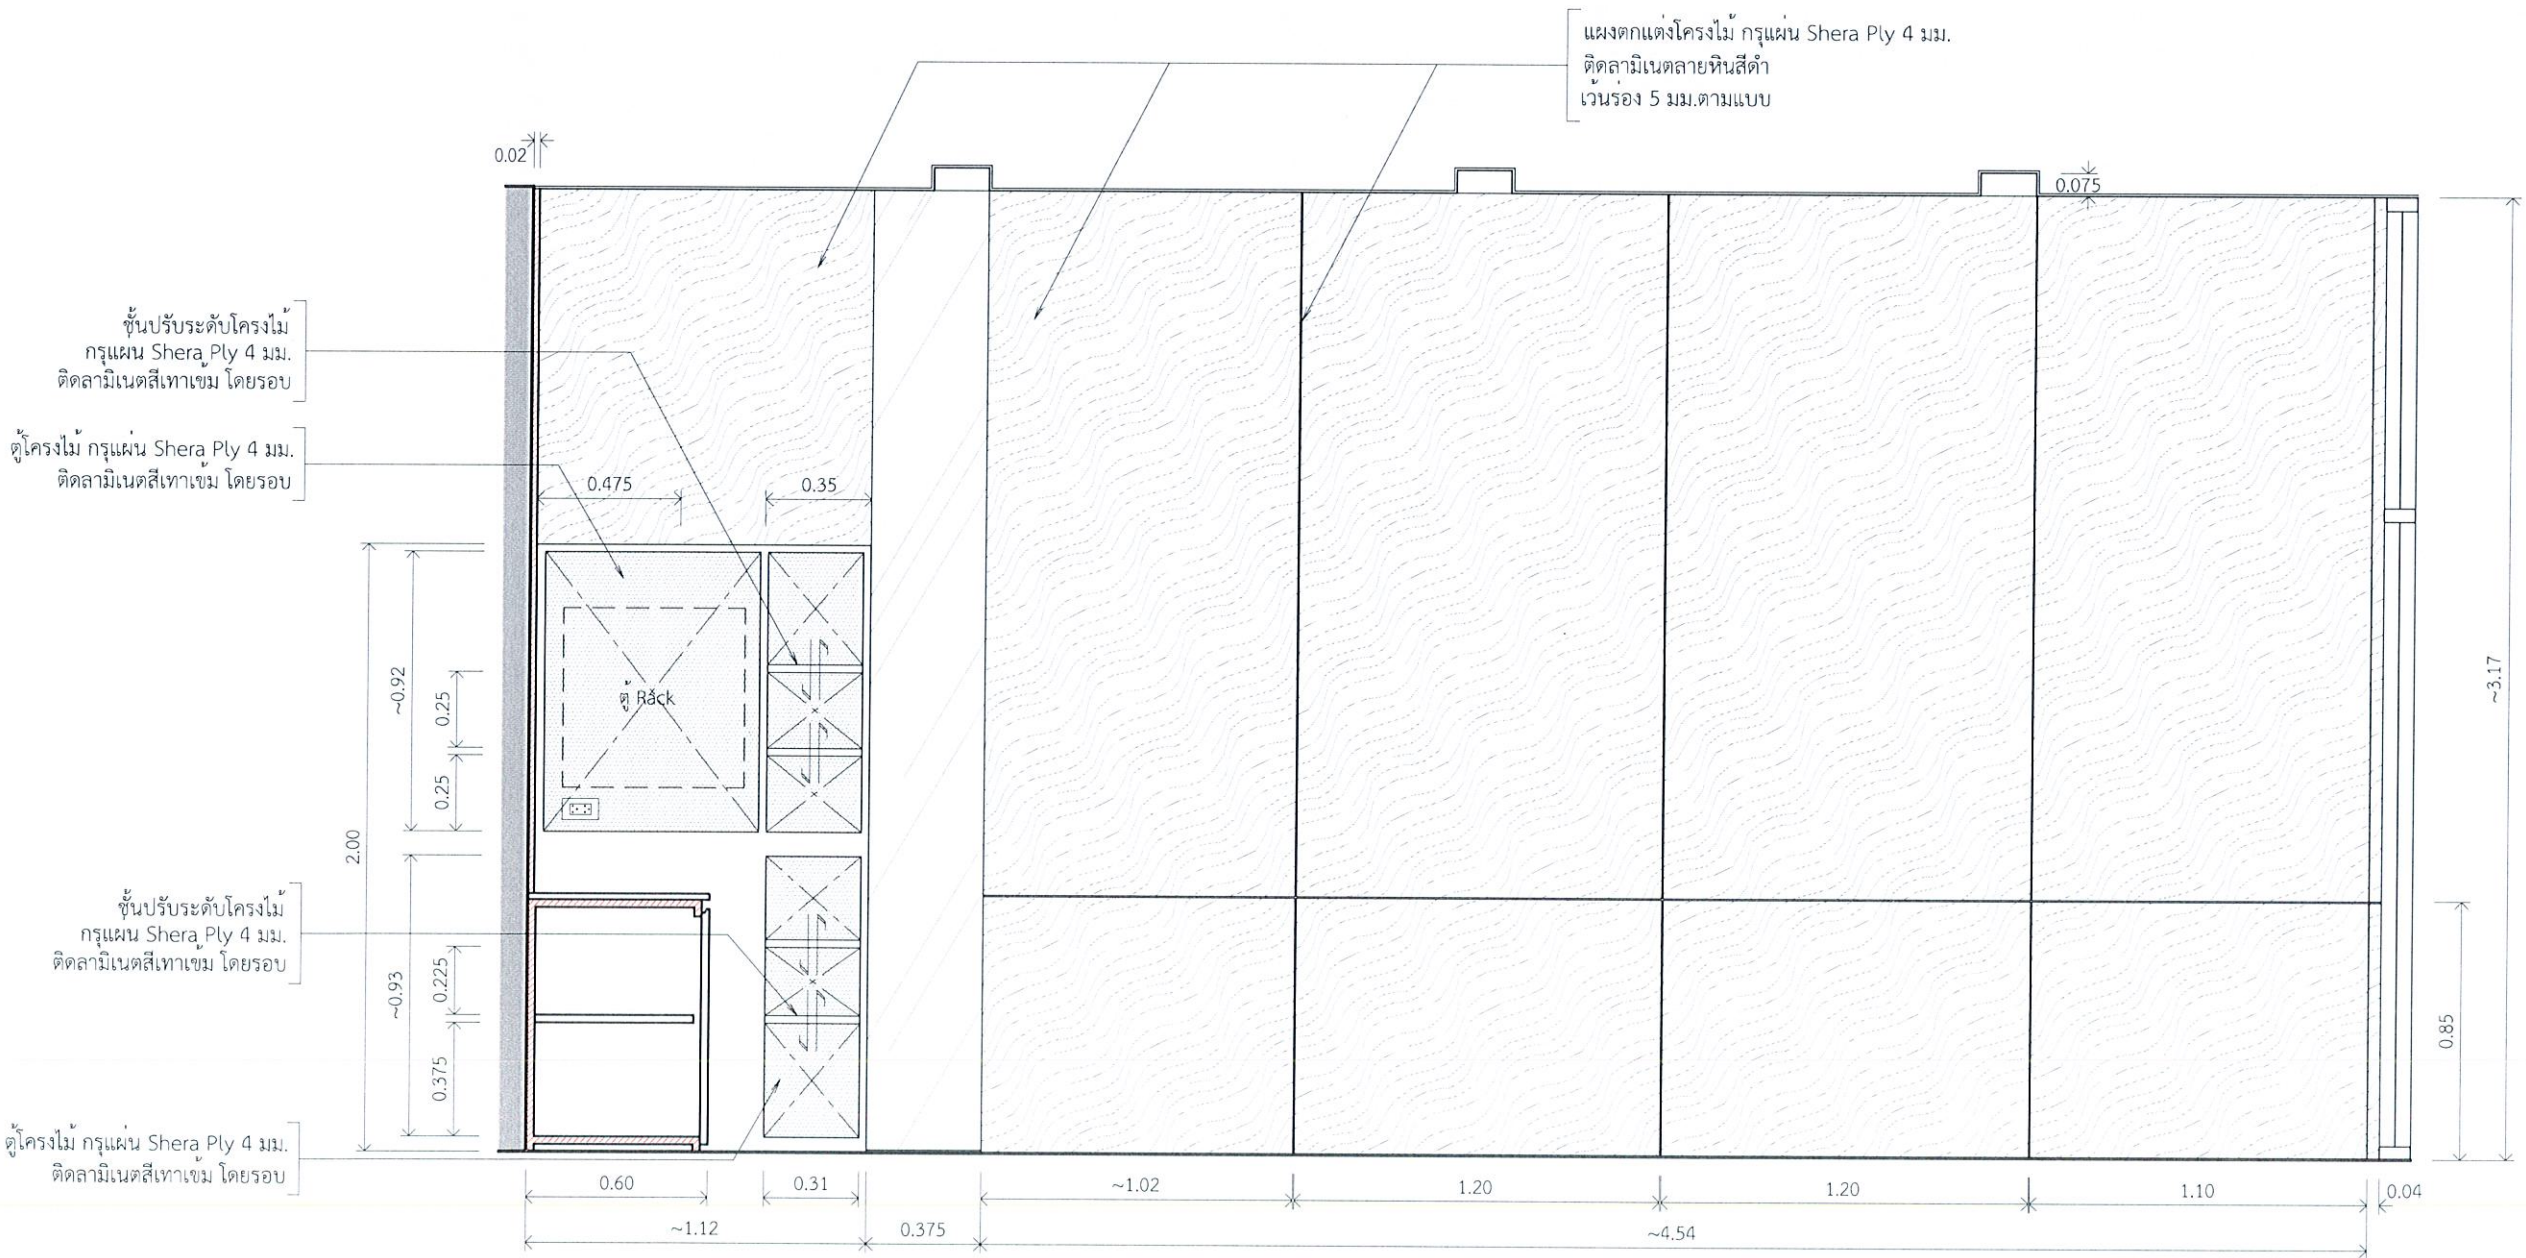 แผงตกแต่งโครงไม้ กรุแผ่น Shera Ply 4 มม.
ติดลามิเนตลายหินสีดำ
เว้นร่อง 5 มม.ตามแบบ
0.02
0.075
ชั้นปรับระดับโครงไม้
กรุแผ่น Shera Ply 4 มม.
ติดลามิเนตสีเทาเข้ม โดยรอบ
ตู้โครงไม้ กรุแผ่น Shera Ply 4 มม.
ติดลามิเนตสีเทาเข้ม โดยรอบ
0.475
0.35
~0.92
0.25
0.25
ตู้ Rack
~3.17
2.00
ชั้นปรับระดับโครงไม้
กรุแผ่น Shera Ply 4 มม.
ติดลามิเนตสีเทาเข้ม โดยรอบ
~0.93
0.225
0.375
0.85
ตู้โครงไม้ กรุแผ่น Shera Ply 4 มม.
ติดลามิเนตสีเทาเข้ม โดยรอบ
0.60
0.31
~1.02
1.20
1.20
1.10
0.04
~1.12
0.375
~4.54